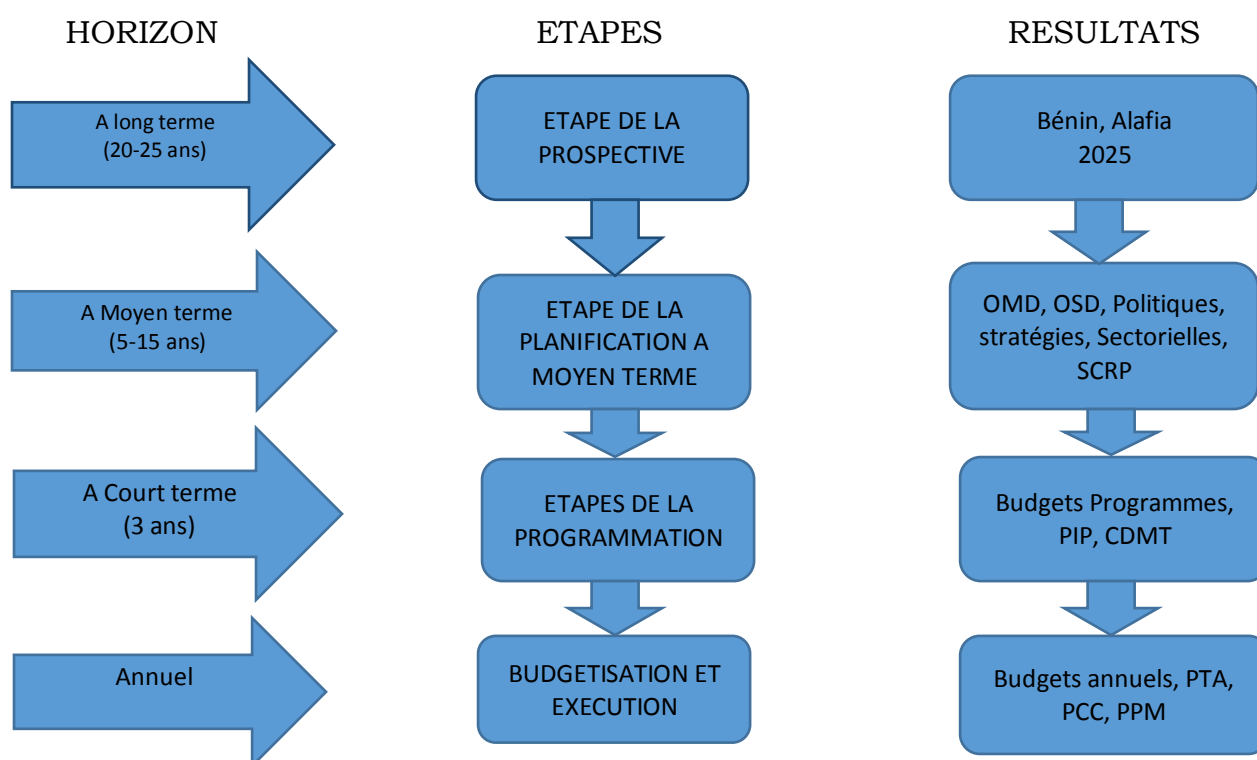 HORIZON
ETAPES
RESULTATS
A long terme
(20-25 ans)
ETAPE DE LA
PROSPECTIVE
Bénin, Alafia
2025
A Moyen terme
(5-15 ans)
ETAPE DE LA
PLANIFICATION A
MOYEN TERME
OMD, OSD, Politiques,
stratégies, Sectorielles,
SCRP
A Court terme
(3 ans)
ETAPES DE LA
PROGRAMMATION
Budgets Programmes,
PIP, CDMT
Annuel
BUDGETISATION ET
EXECUTION
Budgets annuels, PTA,
PCC, PPM